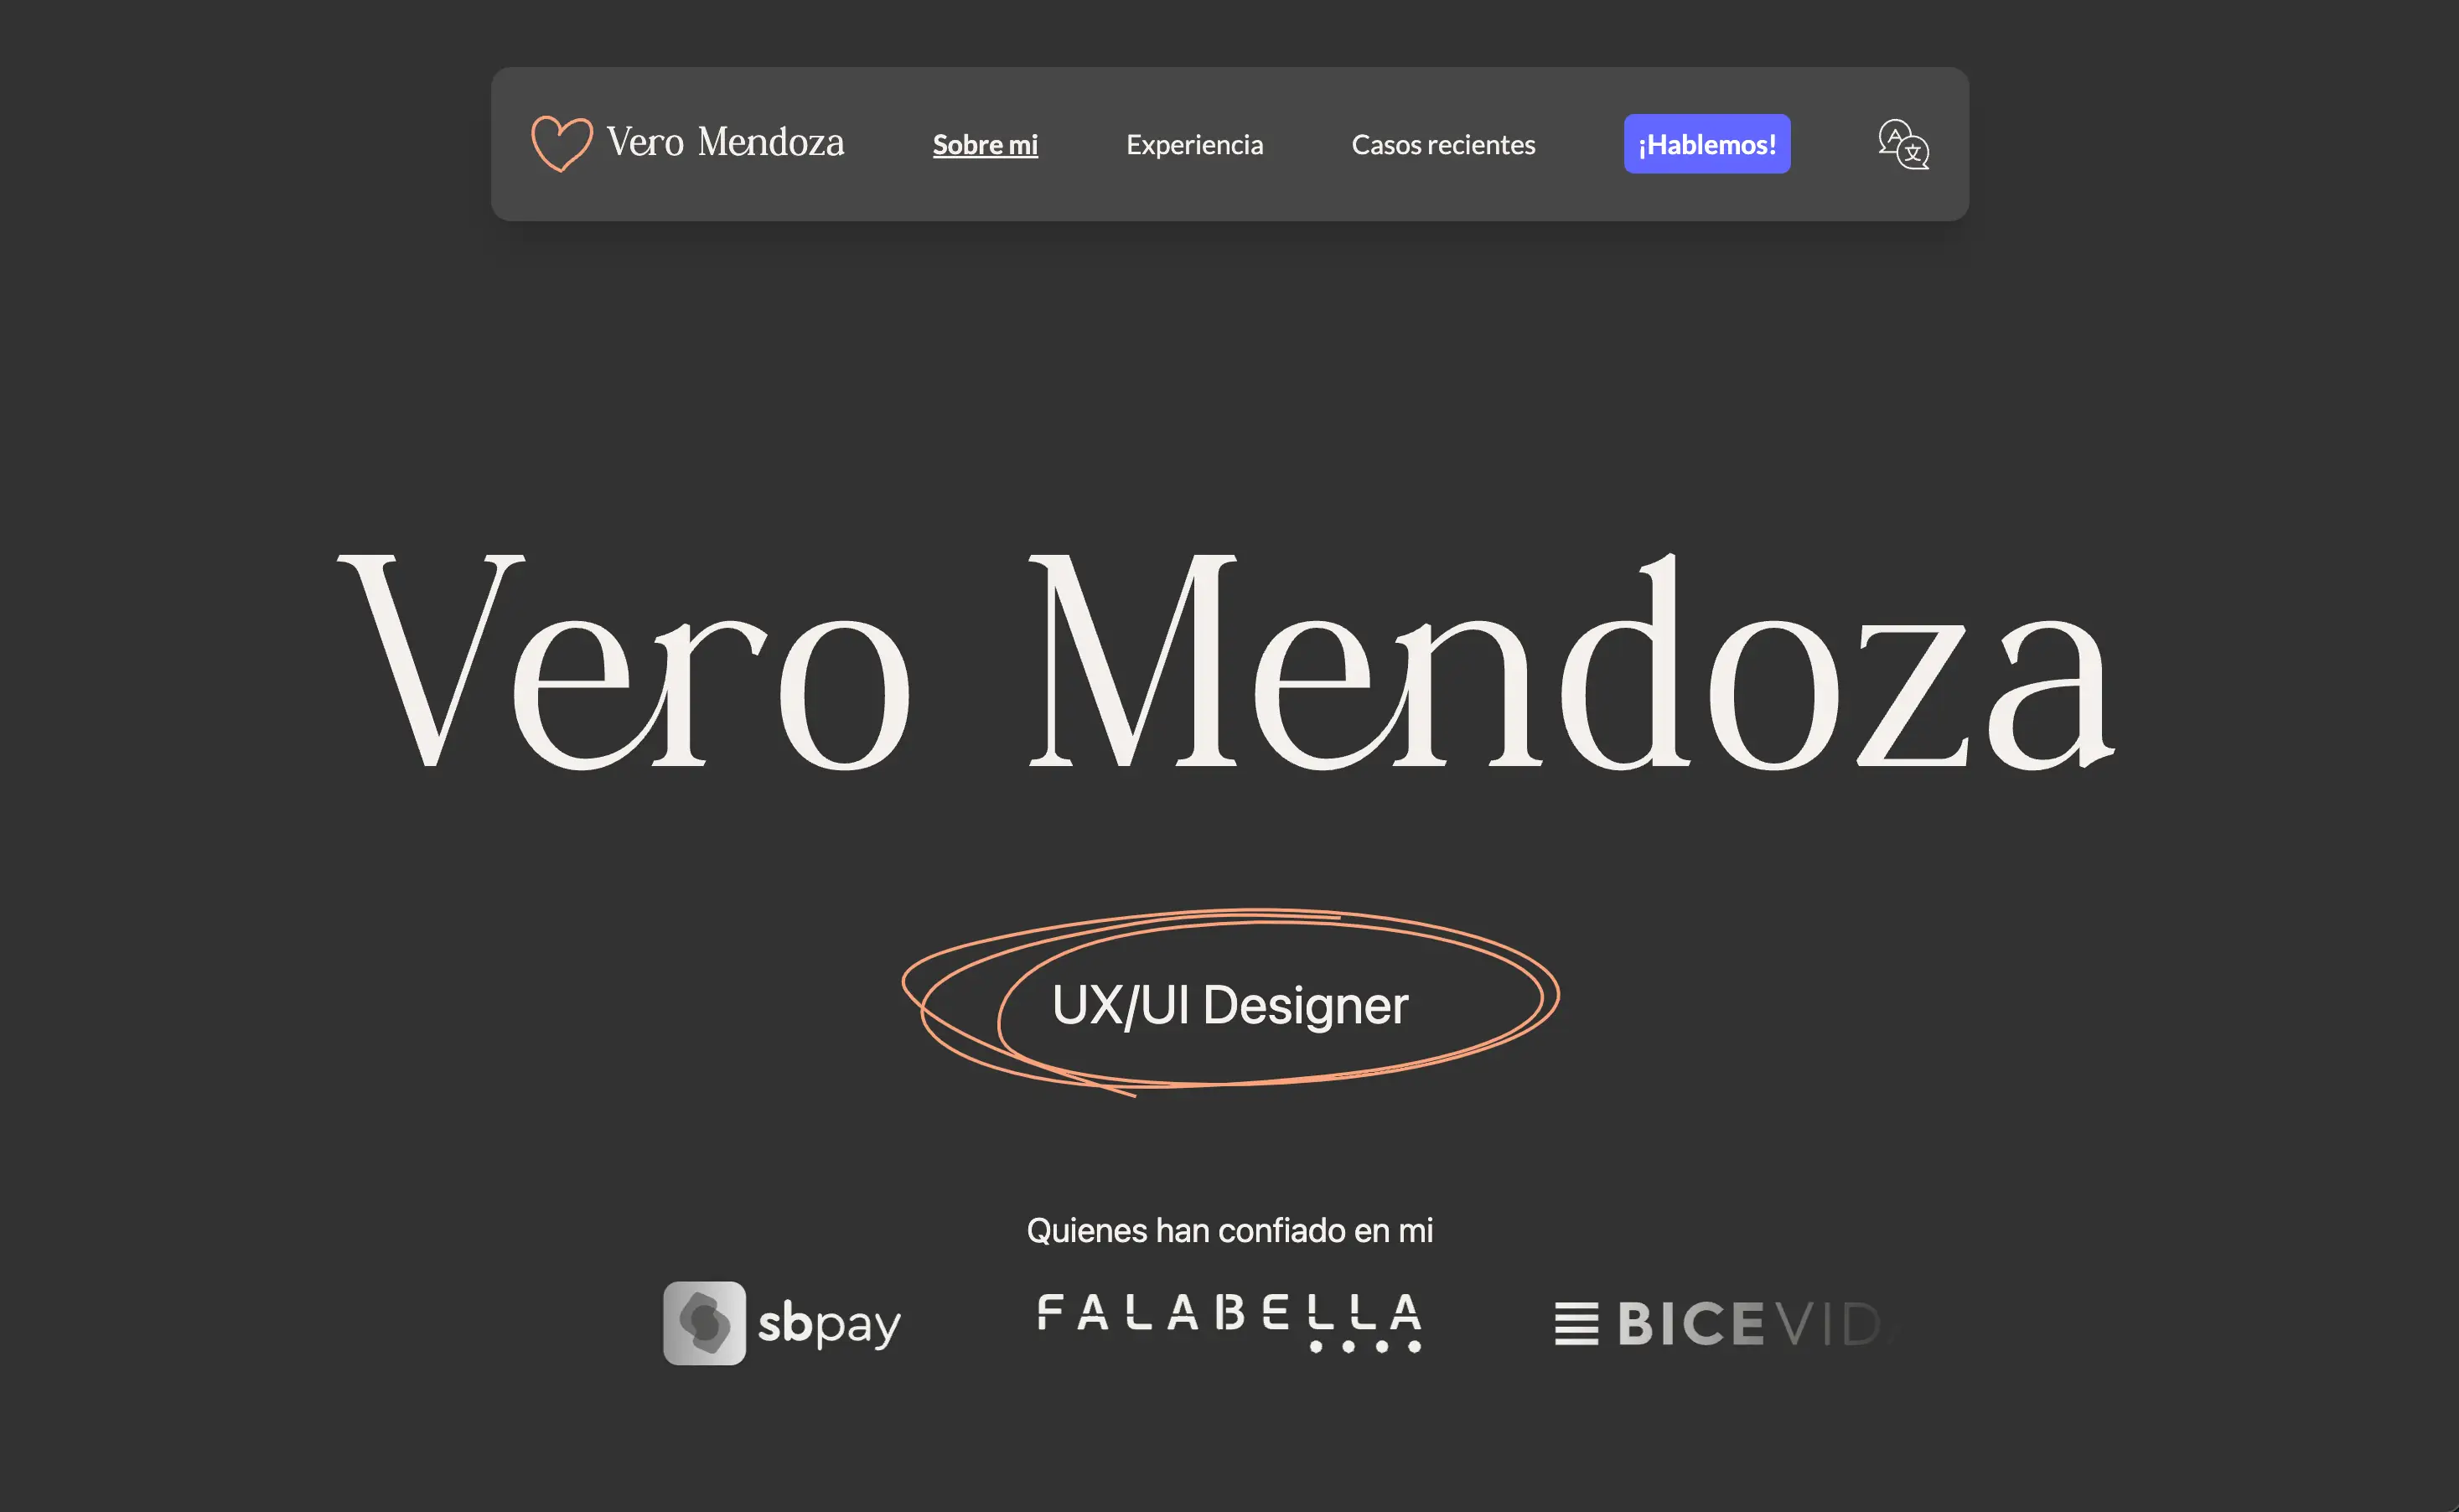 Vero Mendoza
Sobre mi
Experiencia
Casos recientes
¡Hablemos!
A 文
Vero Mendoza
UX/UI Designer
Quienes han confiado en mi
sbpay
FALABELLA
BICEVID